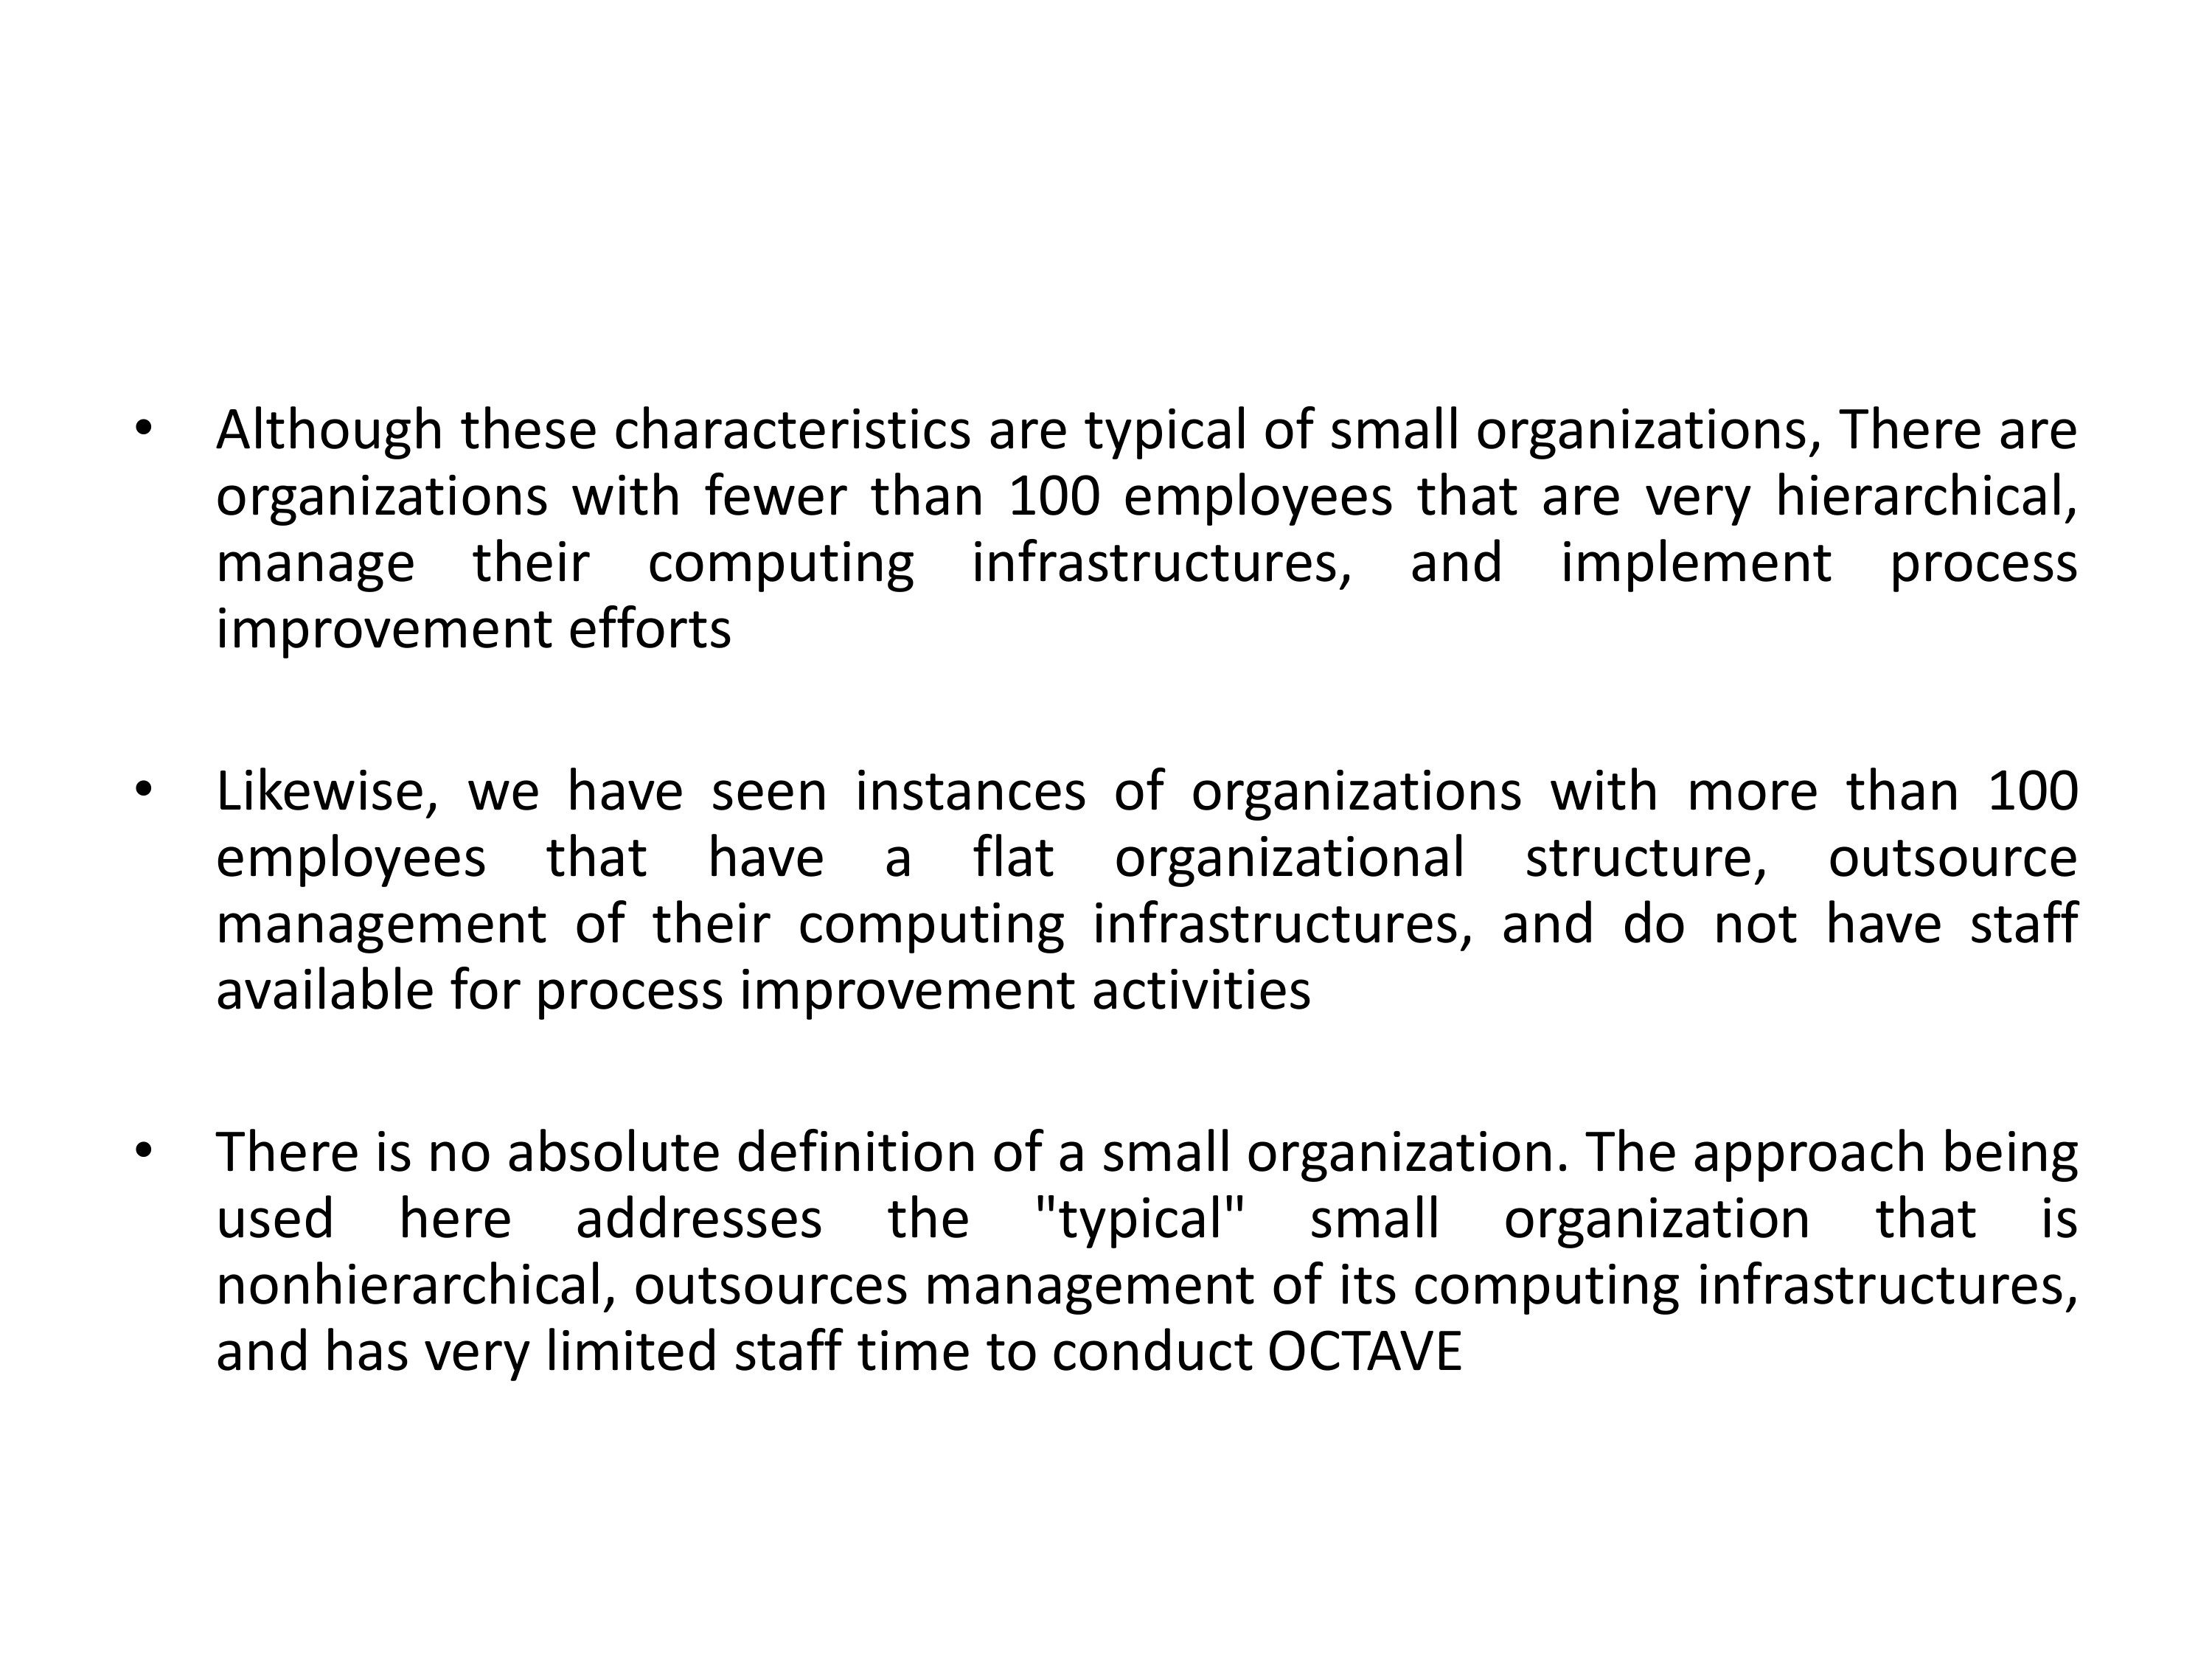 • Although these characteristics are typical of small organizations, There are
organizations with fewer than 100 employees that are very hierarchical,
manage their computing infrastructures, and implement process
improvement efforts
• Likewise, we have seen instances of organizations with more than 100
employees that have a flat organizational structure, outsource
management of their computing infrastructures, and do not have staff
available for process improvement activities
• There is no absolute definition of a small organization. The approach being
used here addresses the "typical" small organization that is
nonhierarchical, outsources management of its computing infrastructures,
and has very limited staff time to conduct OCTAVE